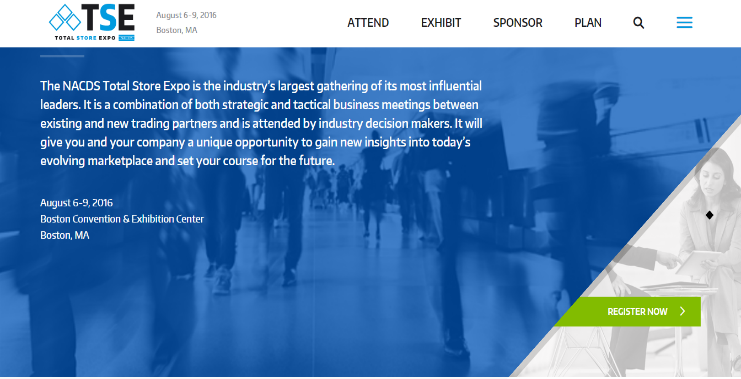 TSE
TOTAL STORE EXPO
August 6-9, 2016
Boston, MA
ATTEND
EXHIBIT
SPONSOR
PLAN
The NACDS Total Store Expo is the industry's largest gathering of its most influential
leaders. It is a combination of both strategic and tactical business meetings between
existing and new trading partners and is attended by industry decision makers. It will
give you and your company a unique opportunity to gain new insights into today's
evolving marketplace and set your course for the future.
August 6-9, 2016
Boston Convention & Exhibition Center
Boston, MA
REGISTER NOW